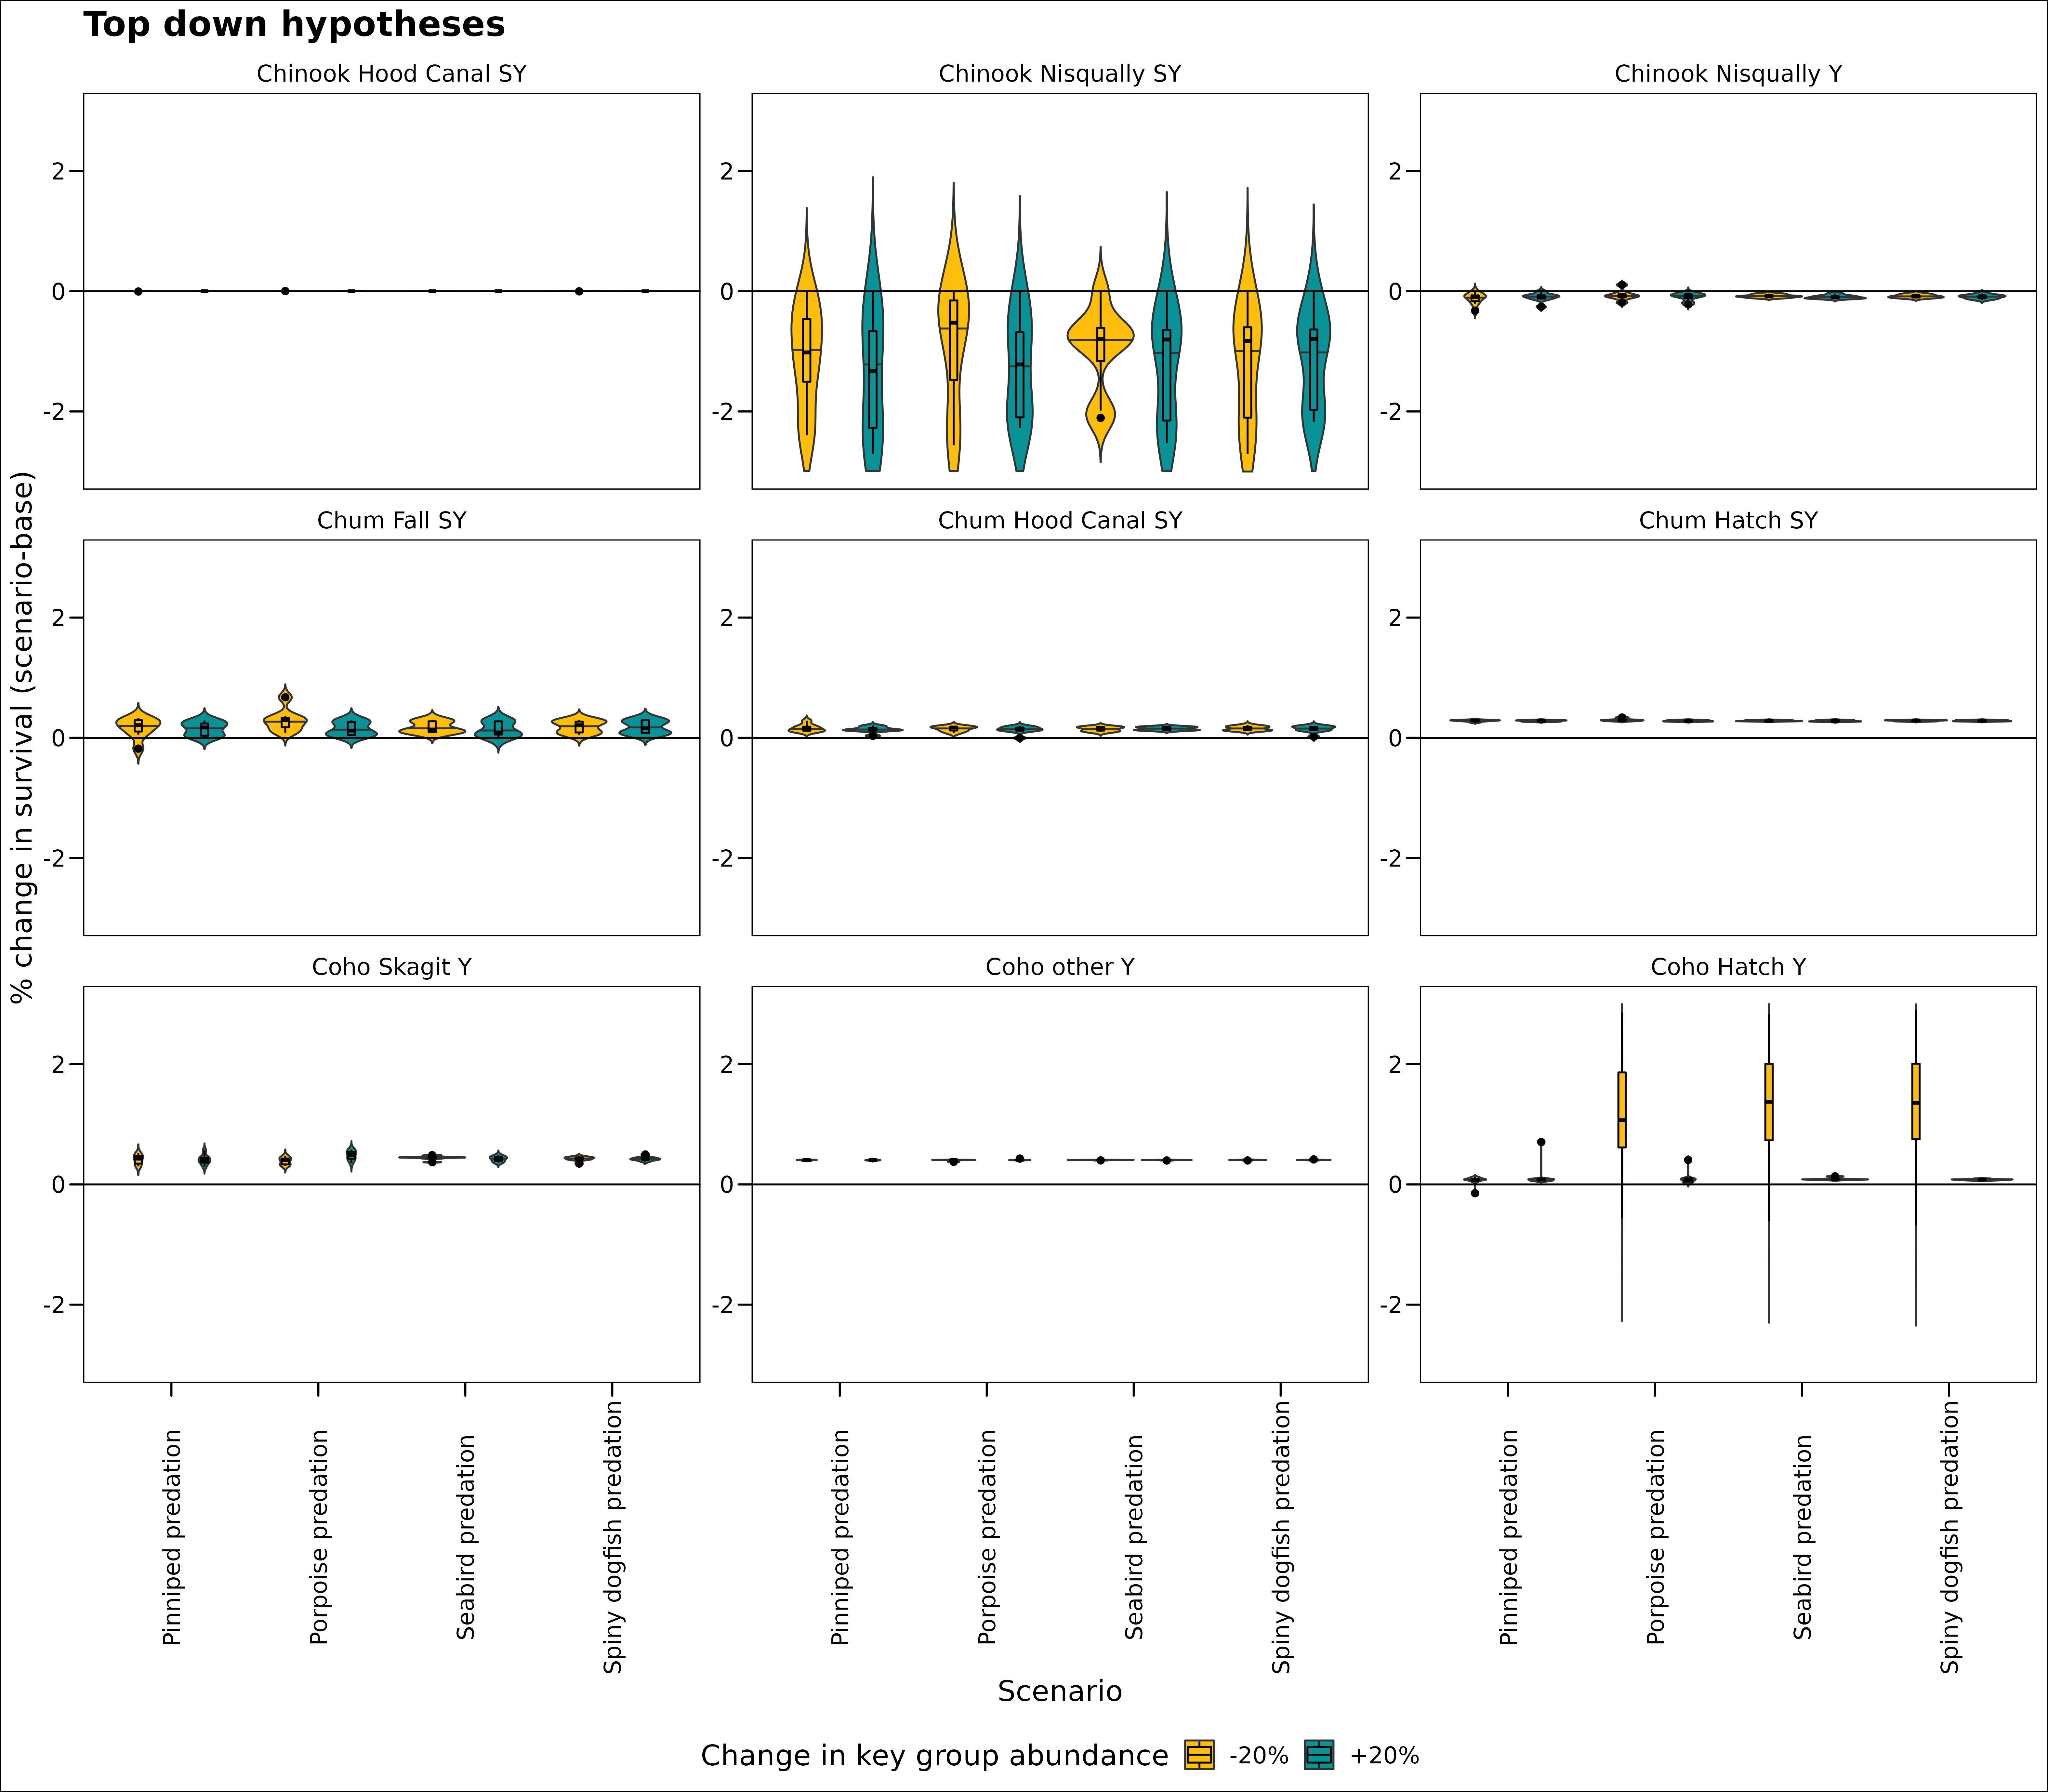 Top down hypotheses
Chinook Hood Canal SY
Chinook Nisqually SY
Chinook Nisqually Y
2
0
-2
2
0
-2
2
0
-2
Chum Fall SY
Chum Hood Canal SY
Chum Hatch SY
2
0
-2
2
0
-2
2
0
-2
Coho Skagit Y
Coho other Y
Coho Hatch Y
2
0
-2
2
0
-2
2
0
-2
% change in survival (scenario-base)
Pinniped predation
Porpoise predation
Seabird predation
Spiny dogfish predation
Pinniped predation
Porpoise predation
Seabird predation
Spiny dogfish predation
Pinniped predation
Porpoise predation
Seabird predation
Spiny dogfish predation
Scenario
Change in key group abundance -20% +20%